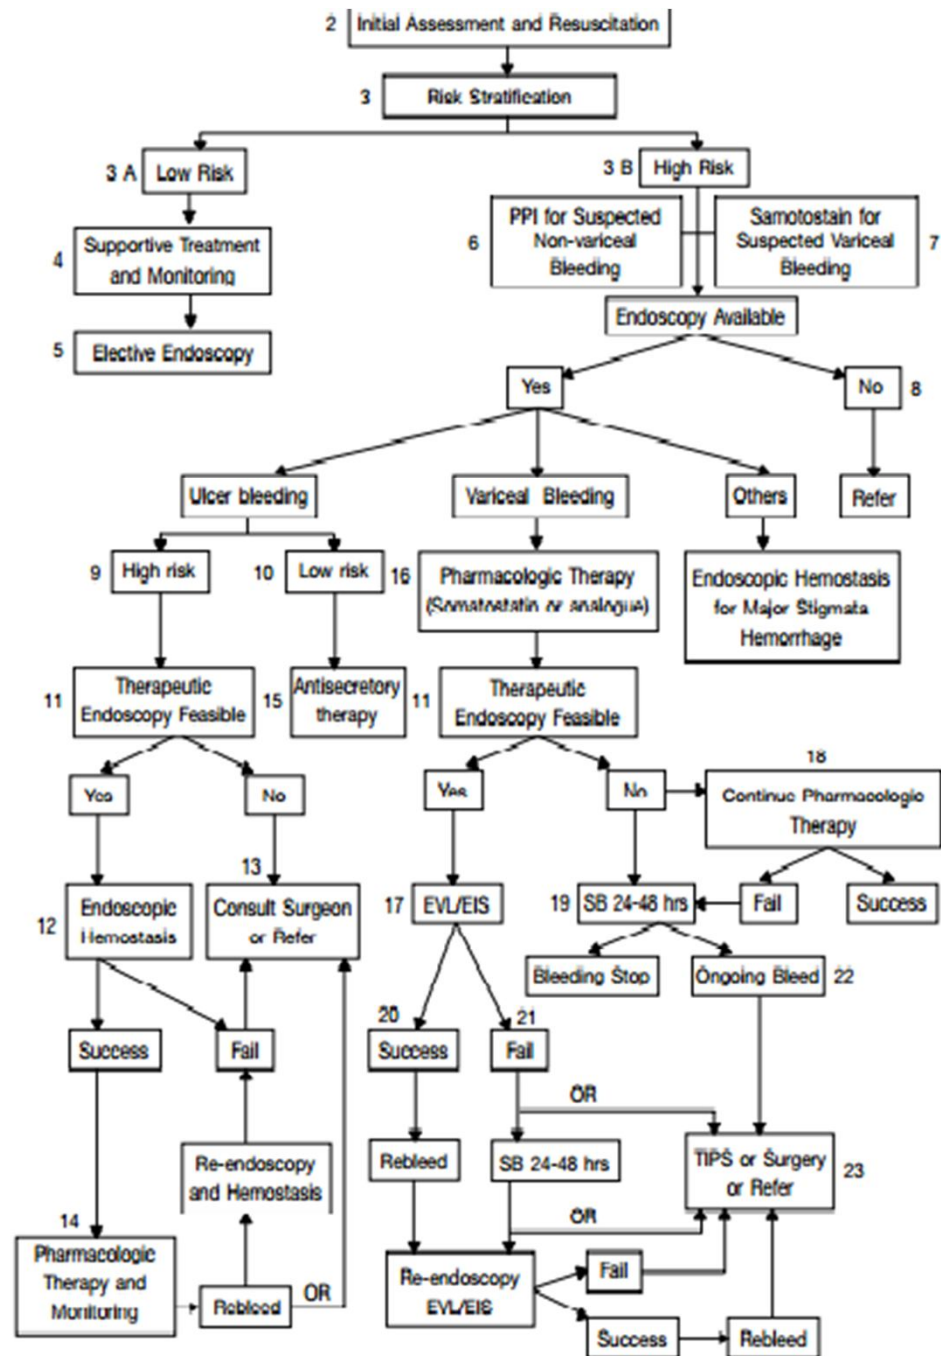 2 Initial Assessment and Resuscitation
3 Risk Stratification
3 A Low Risk
3 B High Risk
4 Supportive Treatment
and Monitoring
5 Elective Endoscopy
6 PPI for Suspected
Non-variceal
Bleeding
Samotostain for
Suspected Variceal
Bleeding 7
Endoscopy Available
Yes
No 8
Ulcer bleeding
Variceal Bleeding
Others
Refer
9 High risk
10 Low risk
16 Pharmacologic Therapy
(Somatostatin or analogue)
Endoscopic Hemostasis
for Major Stigmata
Hemorrhage
11 Therapeutic
Endoscopy Feasible
15 Antisecretory
therapy
11 Therapeutic
Endoscopy Feasible
Yes
No
Yes
No
18
Continue Pharmacologic
Therapy
12 Endoscopic
Hemostasis
13
Consult Surgeon
or Refer
17 EVL/EIS
19 SB 24-48 hrs
Fail
Success
Bleeding Stop
Ongoing Bleed 22
Success
Fail
20
Success
21
Fail
OR
Re-endoscopy
and Hemostasis
Rebleed
SB 24-48 hrs
TIPS or Surgery
or Refer 23
OR
14
Pharmacologic
Therapy and
Monitoring
Rebleed
OR
Re-endoscopy
EVL/EIS
Fail
Success
Rebleed